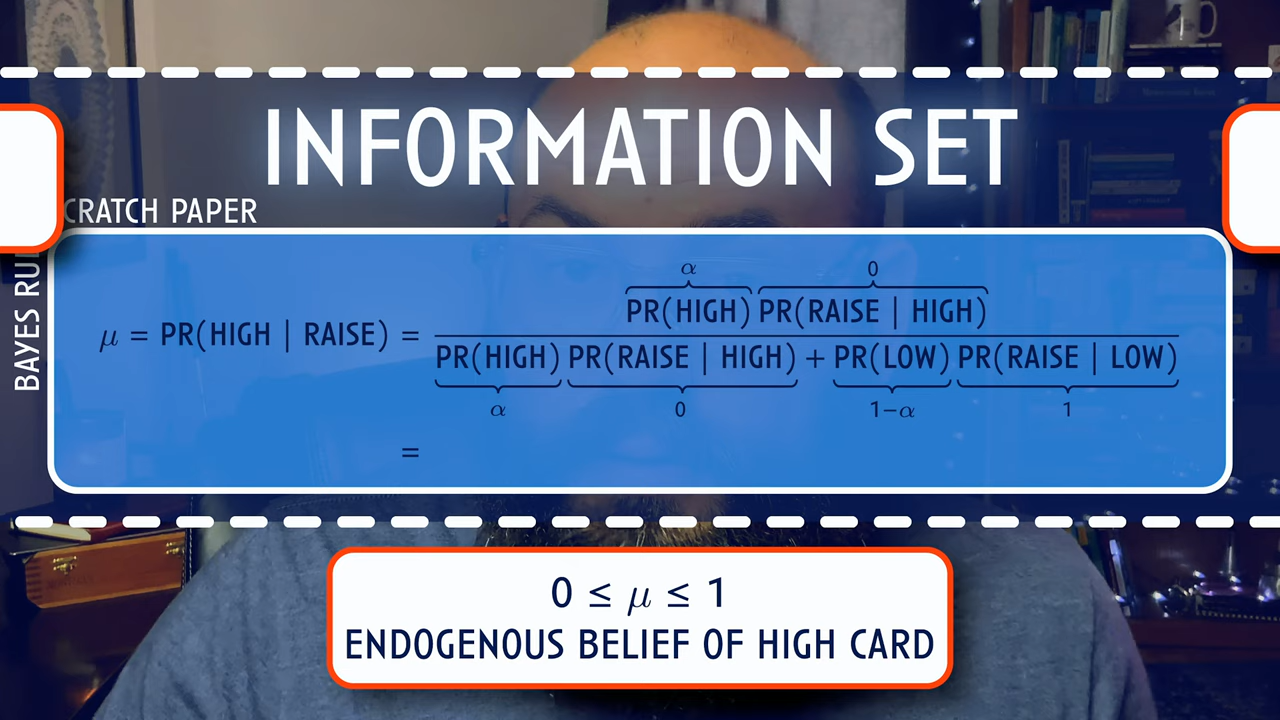 INFORMATION SET
CRATCH PAPER
BAYES RU
α 0
PR(HIGH) PR(RAISE | HIGH)
μ = PR(HIGH | RAISE) =
PR(HIGH) PR(RAISE | HIGH) + PR(LOW) PR(RAISE | LOW)
α 0 1−α 1
=
0 ≤ μ ≤ 1
ENDOGENOUS BELIEF OF HIGH CARD